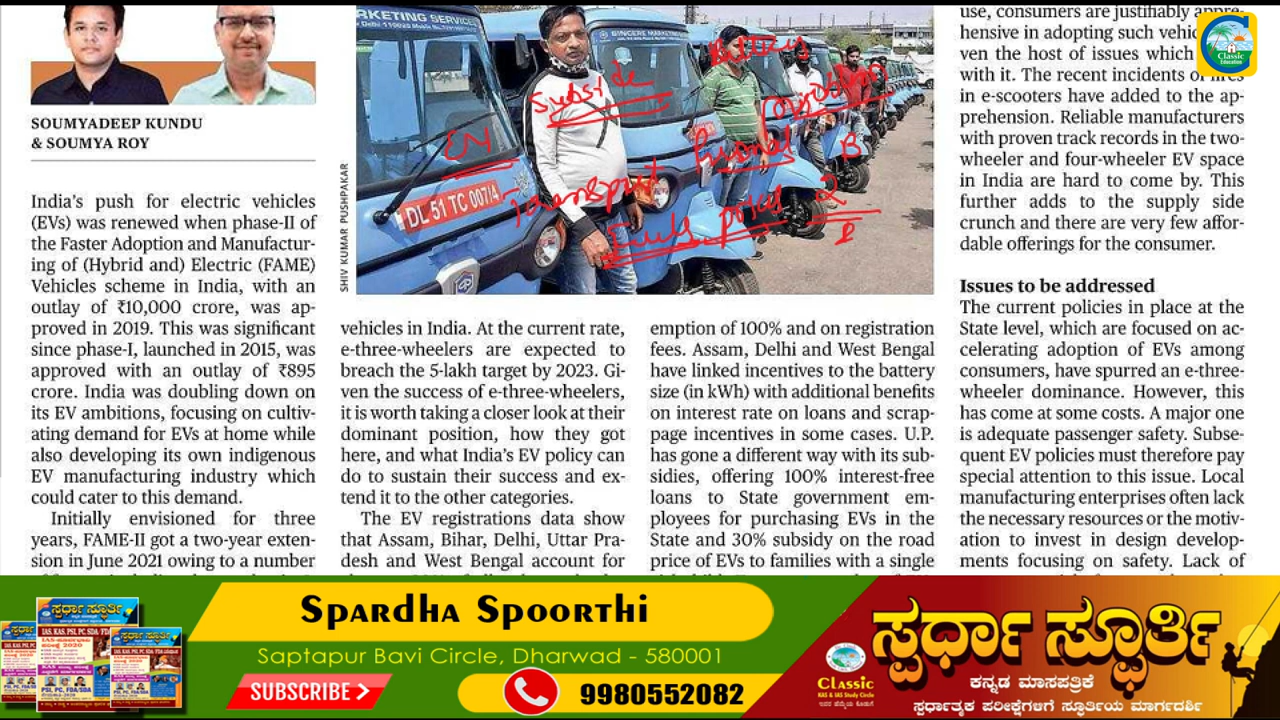 SOUMYADEEP KUNDU
& SOUMYA ROY
India’s push for electric vehicles
(EVs) was renewed when phase-II of
the Faster Adoption and Manufactur-
ing of (Hybrid and) Electric (FAME)
Vehicles scheme in India, with an
outlay of ₹10,000 crore, was ap-
proved in 2019. This was significant
since phase-I, launched in 2015, was
approved with an outlay of ₹895
crore. India was doubling down on
its EV ambitions, focusing on cultiv-
ating demand for EVs at home while
also developing its own indigenous
EV manufacturing industry which
could cater to this demand.
Initially envisioned for three
years, FAME-II got a two-year exten-
sion in June 2021 owing to a number
ARKETING SERVICES
SINCERE MARKETING
DL 51 TC 007
EV
Subside
Battery
Transport
B
2
SHIV KUMAR PUSHPAKAR
vehicles in India. At the current rate,
e-three-wheelers are expected to
breach the 5-lakh target by 2023. Gi-
ven the success of e-three-wheelers,
it is worth taking a closer look at their
dominant position, how they got
here, and what India’s EV policy can
do to sustain their success and ex-
tend it to the other categories.
The EV registrations data show
that Assam, Bihar, Delhi, Uttar Pra-
desh and West Bengal account for
emption of 100% and on registration
fees. Assam, Delhi and West Bengal
have linked incentives to the battery
size (in kWh) with additional benefits
on interest rate on loans and scrap-
page incentives in some cases. U.P.
has gone a different way with its sub-
sidies, offering 100% interest-free
loans to State government em-
ployees for purchasing EVs in the
State and 30% subsidy on the road
price of EVs to families with a single
use, consumers are justifiably appre-
hensive in adopting such vehic
ven the host of issues which
with it. The recent incidents of fires
in e-scooters have added to the ap-
prehension. Reliable manufacturers
with proven track records in the two-
wheeler and four-wheeler EV space
in India are hard to come by. This
further adds to the supply side
crunch and there are very few affor-
dable offerings for the consumer.
Issues to be addressed
The current policies in place at the
State level, which are focused on ac-
celerating adoption of EVs among
consumers, have spurred an e-three-
wheeler dominance. However, this
has come at some costs. A major one
is adequate passenger safety. Subse-
quent EV policies must therefore pay
special attention to this issue. Local
manufacturing enterprises often lack
the necessary resources or the motiv-
ation to invest in design develop-
ments focusing on safety. Lack of
Classic
Education
ಸ್ಪರ್ಧಾ ಸ್ಫೂರ್ತಿ
Spardha Spoorthi
Saptapur Bavi Circle, Dharwad - 580001
SUBSCRIBE
9980552082
Classic
KAS & IAS Study Circle
ಸ್ಪರ್ಧಾ ಸ್ಫೂರ್ತಿ
ಕನ್ನಡ ಮಾಸಪತ್ರಿಕೆ
ಸ್ಪರ್ಧಾತ್ಮಕ ಪರೀಕ್ಷೆಗಳಿಗೆ ಸ್ಫೂರ್ತಿಯ ಮಾರ್ಗದರ್ಶಿ